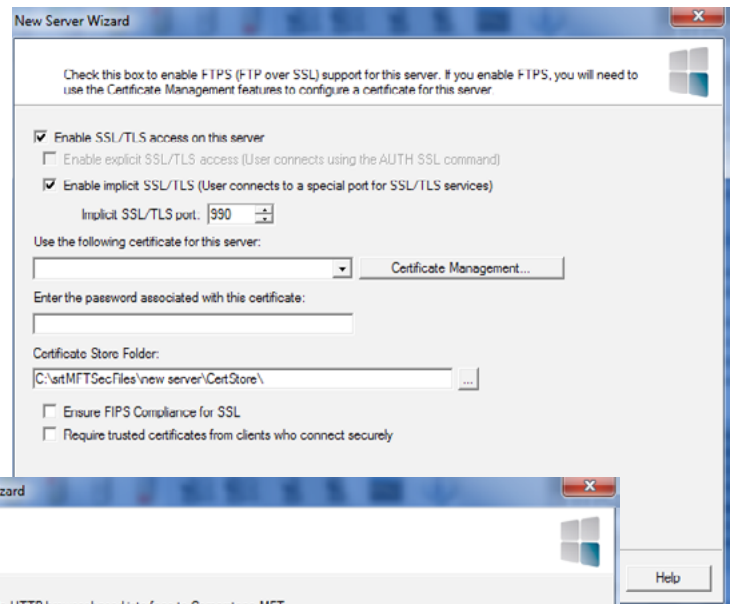 New Server Wizard
Check this box to enable FTPS (FTP over SSL) support for this server. If you enable FTPS, you will need to
use the Certificate Management features to configure a certificate for this server.
Enable SSL/TLS access on this server
Enable explicit SSL/TLS access (User connects using the AUTH SSL command)
Enable implicit SSL/TLS (User connects to a special port for SSL/TLS services)
Implicit SSL/TLS port: 990
Use the following certificate for this server:
Certificate Management...
Enter the password associated with this certificate:
Certificate Store Folder:
C:\srtMFTSecFiles\new server\CertStore\
...
Ensure FIPS Compliance for SSL
Require trusted certificates from clients who connect securely
zard
Help